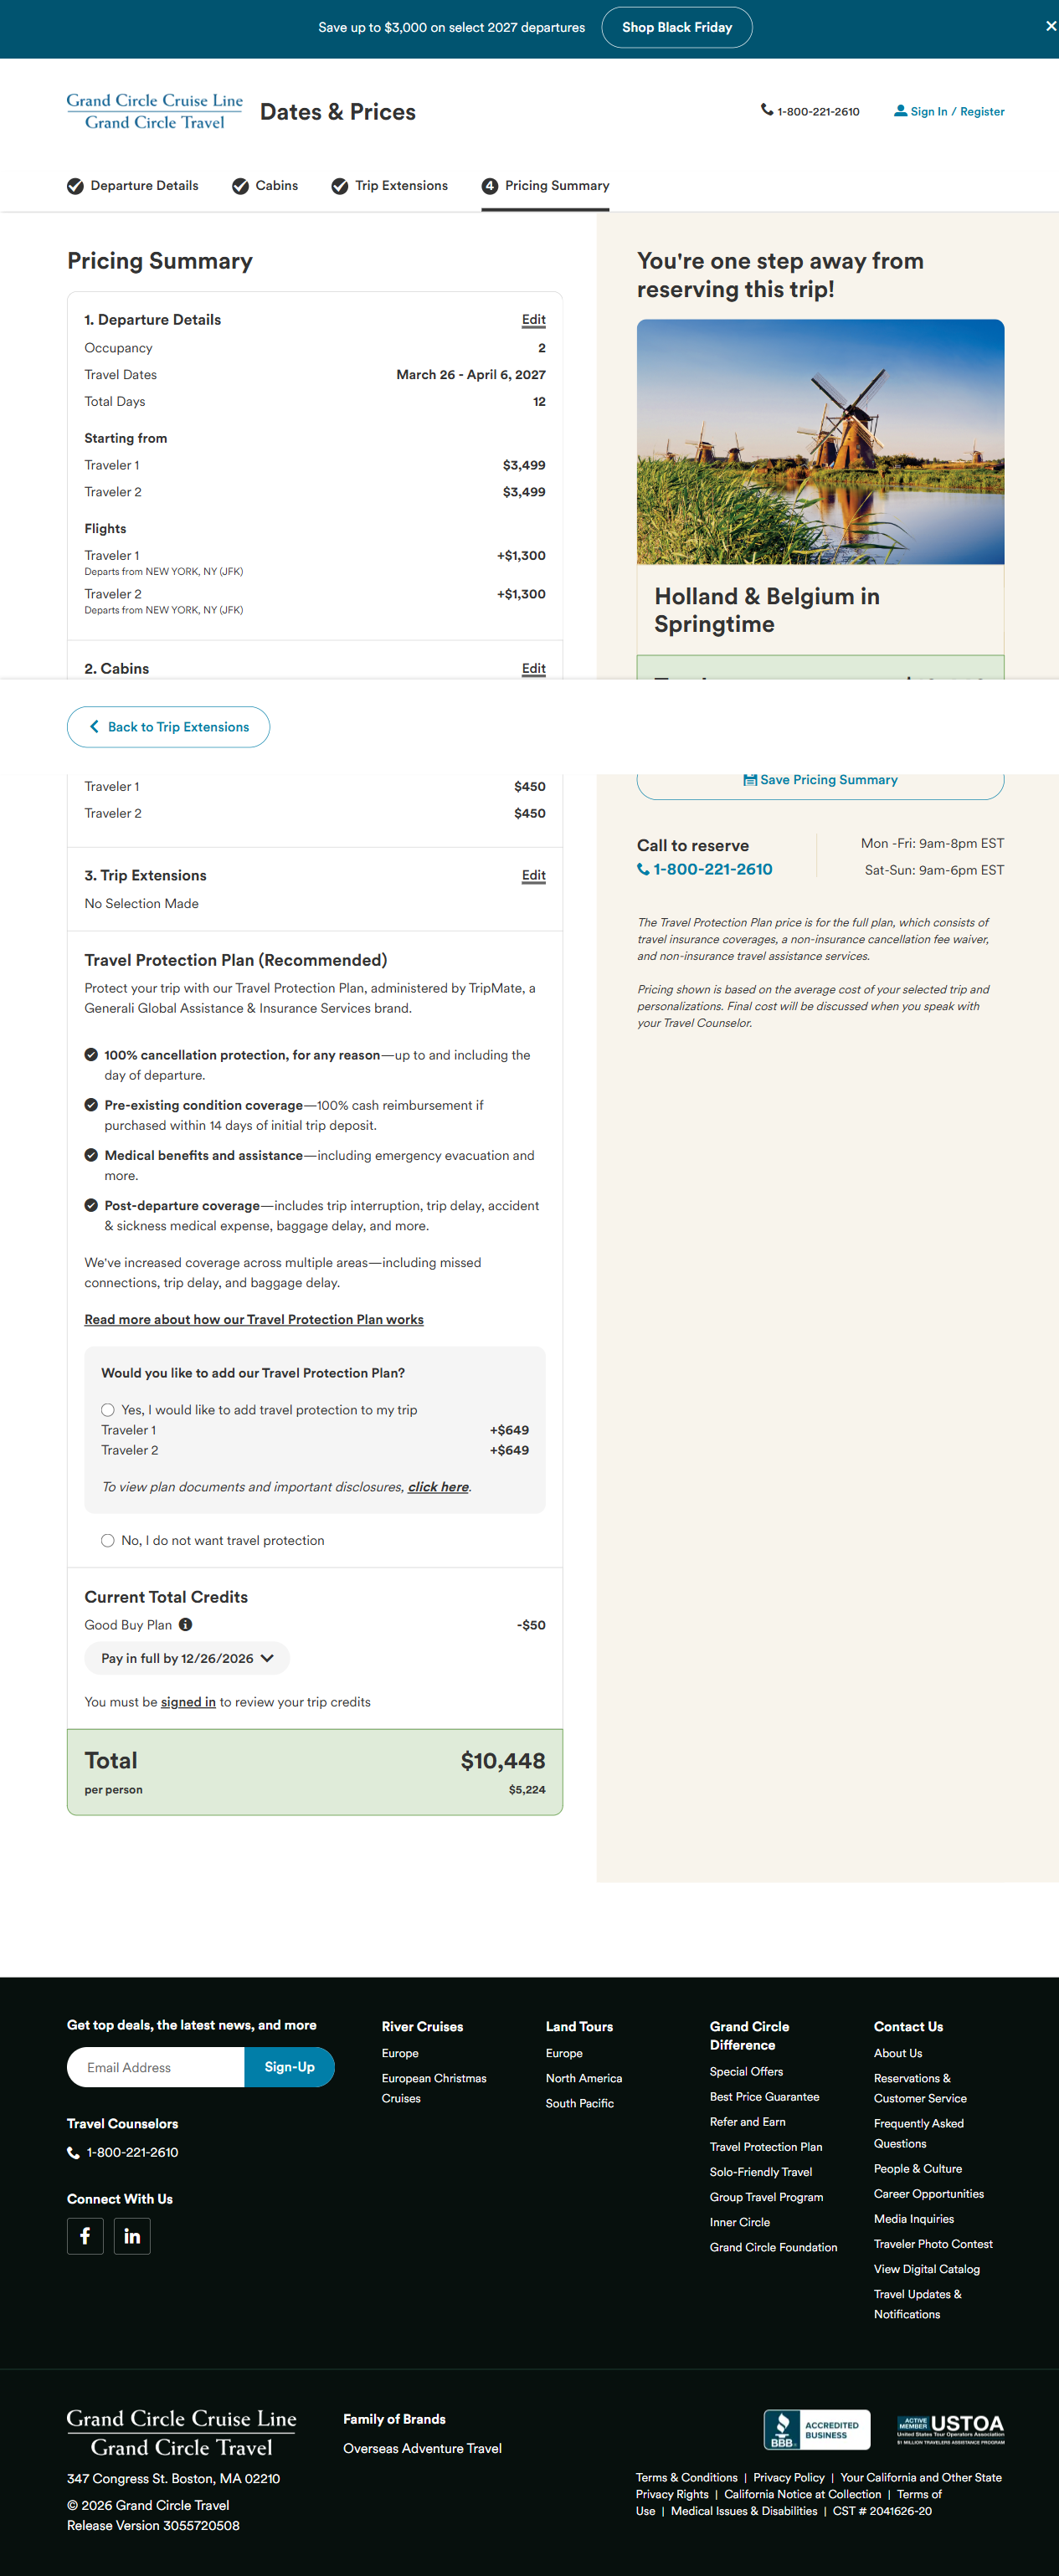 Save up to $3,000 on select 2027 departures
Shop Black Friday
Grand Circle Cruise Line
Grand Circle Travel
Dates & Prices
1-800-221-2610
Sign In / Register
Departure Details
Cabins
Trip Extensions
4 Pricing Summary
Pricing Summary
1. Departure Details
Edit
Occupancy
2
Travel Dates
March 26 - April 6, 2027
Total Days
12
Starting from
Traveler 1
$3,499
Traveler 2
$3,499
Flights
Traveler 1
+$1,300
Departs from NEW YORK, NY (JFK)
Traveler 2
+$1,300
Departs from NEW YORK, NY (JFK)
2. Cabins
Edit
Back to Trip Extensions
Traveler 1
$450
Traveler 2
$450
3. Trip Extensions
Edit
No Selection Made
Travel Protection Plan (Recommended)
Protect your trip with our Travel Protection Plan, administered by TripMate, a
Generali Global Assistance & Insurance Services brand.
100% cancellation protection, for any reason—up to and including the
day of departure.
Pre-existing condition coverage—100% cash reimbursement if
purchased within 14 days of initial trip deposit.
Medical benefits and assistance—including emergency evacuation and
more.
Post-departure coverage—includes trip interruption, trip delay, accident
& sickness medical expense, baggage delay, and more.
We've increased coverage across multiple areas—including missed
connections, trip delay, and baggage delay.
Read more about how our Travel Protection Plan works
Would you like to add our Travel Protection Plan?
Yes, I would like to add travel protection to my trip
Traveler 1
+$649
Traveler 2
+$649
To view plan documents and important disclosures, click here.
No, I do not want travel protection
Current Total Credits
Good Buy Plan
-$50
Pay in full by 12/26/2026
You must be signed in to review your trip credits
Total
$10,448
per person
$5,224
You're one step away from
reserving this trip!
Holland & Belgium in
Springtime
Save Pricing Summary
Call to reserve
1-800-221-2610
Mon -Fri: 9am-8pm EST
Sat-Sun: 9am-6pm EST
The Travel Protection Plan price is for the full plan, which consists of
travel insurance coverages, a non-insurance cancellation fee waiver,
and non-insurance travel assistance services.
Pricing shown is based on the average cost of your selected trip and
personalizations. Final cost will be discussed when you speak with
your Travel Counselor.
Get top deals, the latest news, and more
Email Address
Sign-Up
Travel Counselors
1-800-221-2610
Connect With Us
River Cruises
Europe
European Christmas
Cruises
Land Tours
Europe
North America
South Pacific
Grand Circle
Difference
Special Offers
Best Price Guarantee
Refer and Earn
Travel Protection Plan
Solo-Friendly Travel
Group Travel Program
Inner Circle
Grand Circle Foundation
Contact Us
About Us
Reservations &
Customer Service
Frequently Asked
Questions
People & Culture
Career Opportunities
Media Inquiries
Traveler Photo Contest
View Digital Catalog
Travel Updates &
Notifications
Grand Circle Cruise Line
Grand Circle Travel
347 Congress St. Boston, MA 02210
© 2026 Grand Circle Travel
Release Version 3055720508
Family of Brands
Overseas Adventure Travel
BBB
ACCREDITED
BUSINESS
ACTIVE
MEMBER
USTOA
United States Tour Operators Association
$1 MILLION TRAVELERS ASSISTANCE PROGRAM
Terms & Conditions | Privacy Policy | Your California and Other State
Privacy Rights | California Notice at Collection | Terms of
Use | Medical Issues & Disabilities | CST # 2041626-20